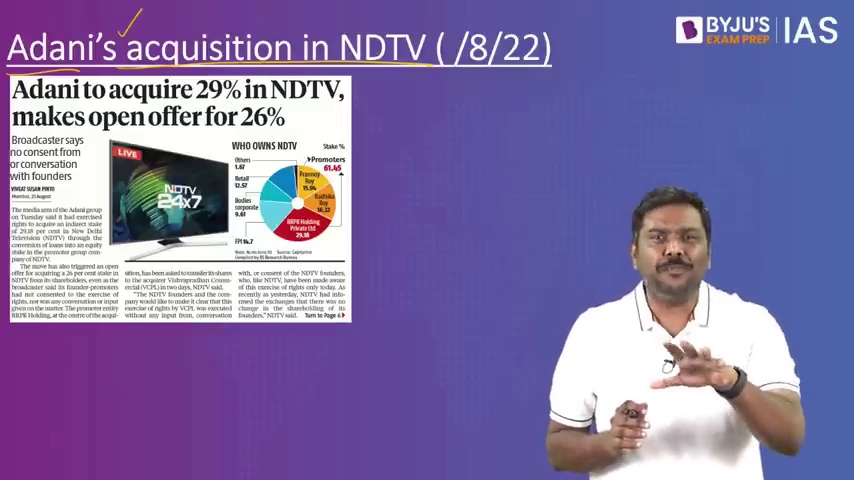 Adani's acquisition in NDTV ( /8/22)
BYJU'S
EXAM PREP
IAS
Adani to acquire 29% in NDTV,
makes open offer for 26%
Broadcaster says
no consent from
or conversation
with founders
VIVEAT SUSAN PINTO
Mumbai, 23 August
The media arm of the Adani group
on Tuesday said it had exercised
rights to acquire an indirect stake
of 29.18 per cent in New Delhi
Television (NDTV) through the
conversion of loans into an equity
stake in the promoter group com-
pany of NDTV.
The move has also triggered an open
offer for acquiring a 26 per cent stake in
NDTV from its shareholders, even as the
broadcaster said its founder-promoters
had not consented to the exercise of
rights, nor was any conversation or input
given on the matter. The promoter entity
RRPR Holding, at the centre of the acqui-
LIVE
NDTV
24x7
WHO OWNS NDTV
Stake %
Others
1.67
Retail
12.57
Bodies
corporate
9.61
FPI 14.7
Promoters
61.45
Prannoy
Roy
15.94
Radhika
Roy
16.32
RRPR Holding
Private Ltd
29.18
Compiled by BS Research Bureau
sition, has been asked to transfer its shares
to the acquirer Vishvapradhan Comm-
ercial (VCPL) in two days, NDTV said.
"The NDTV founders and the com-
pany would like to make it clear that this
exercise of rights by VCPL was executed
without any input from, conversation
with, or consent of the NDTV founders,
who, like NDTV, have been made aware
of this exercise of rights only today. As
recently as yesterday, NDTV had info-
rmed the exchanges that there was no
change in the shareholding of its
founders," NDTV said.
Turn to Page 6